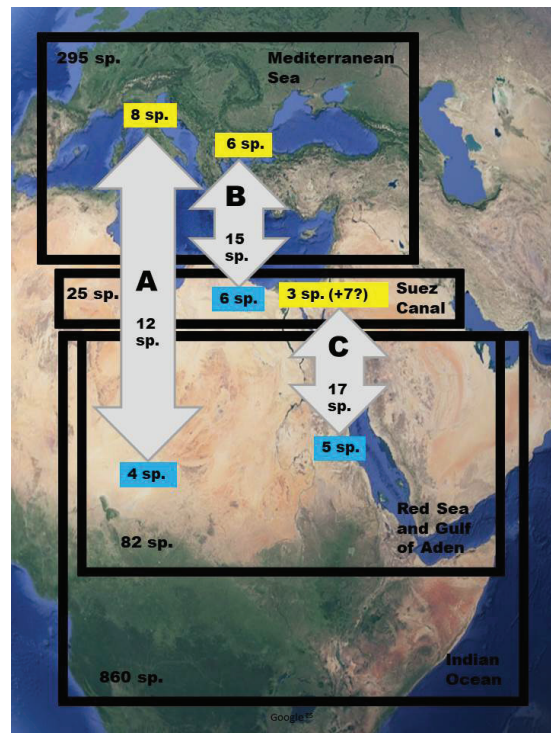 295 sp.
Mediterranean
Sea
8 sp.
6 sp.
B
15
sp.
A
12
sp.
25 sp.
6 sp.
3 sp. (+7?)
Suez
Canal
C
17
sp.
4 sp.
5 sp.
82 sp.
Red Sea
and Gulf
of Aden
860 sp.
Indian
Ocean
Google